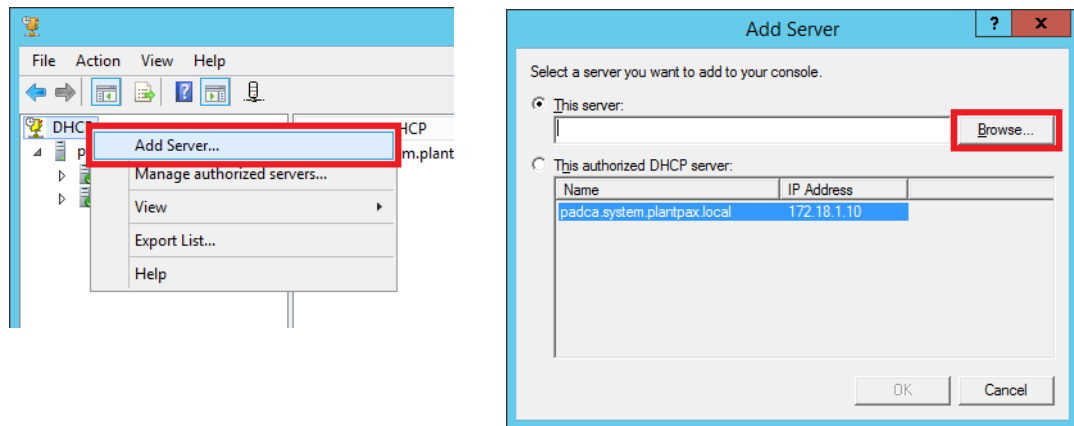 File Action View Help
DHCP
HCP
p
m.plant
Add Server...
Manage authorized servers...
View
Export List...
Help
Add Server
? x
Select a server you want to add to your console.
This server:
Browse...
This authorized DHCP server:
Name IP Address
padca.system.plantpax.local 172.18.1.10
OK Cancel